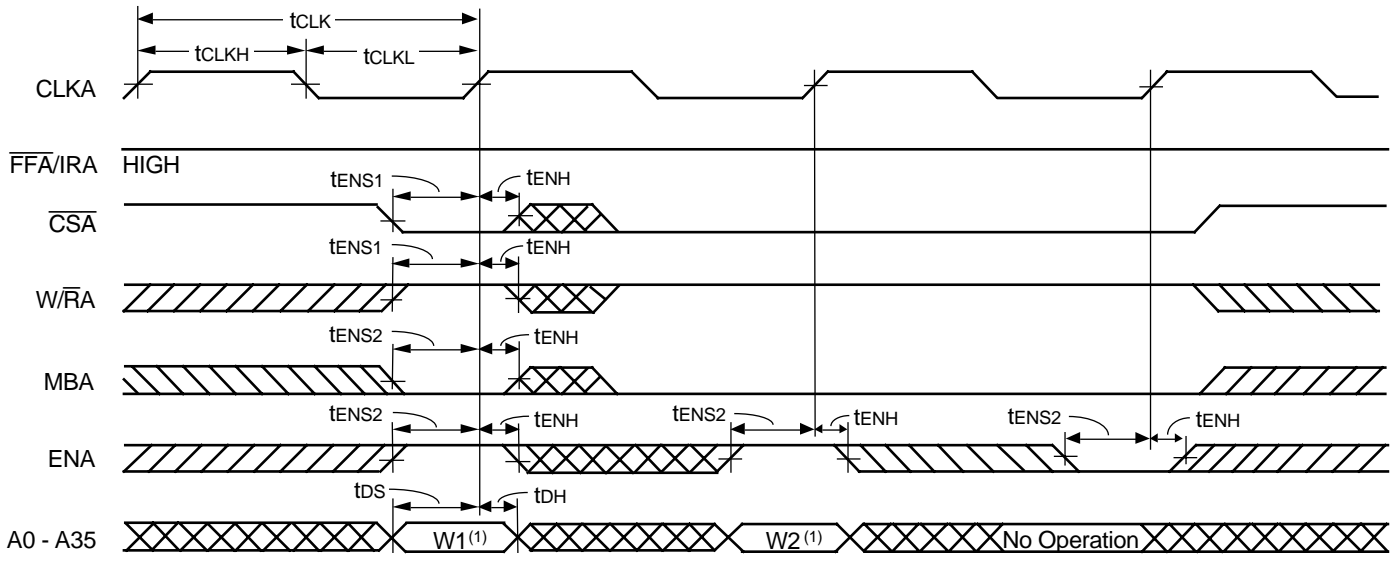 tCLK
tCLKH tCLKL
CLKA
FFA/IRA HIGH
tENS1 tENH
CSA
tENS1 tENH
W/RA
tENS2 tENH
MBA
tENS2 tENH tENS2 tENH tENS2 tENH
ENA
tDS tDH
A0 - A35 W1(1) W2(1) No Operation